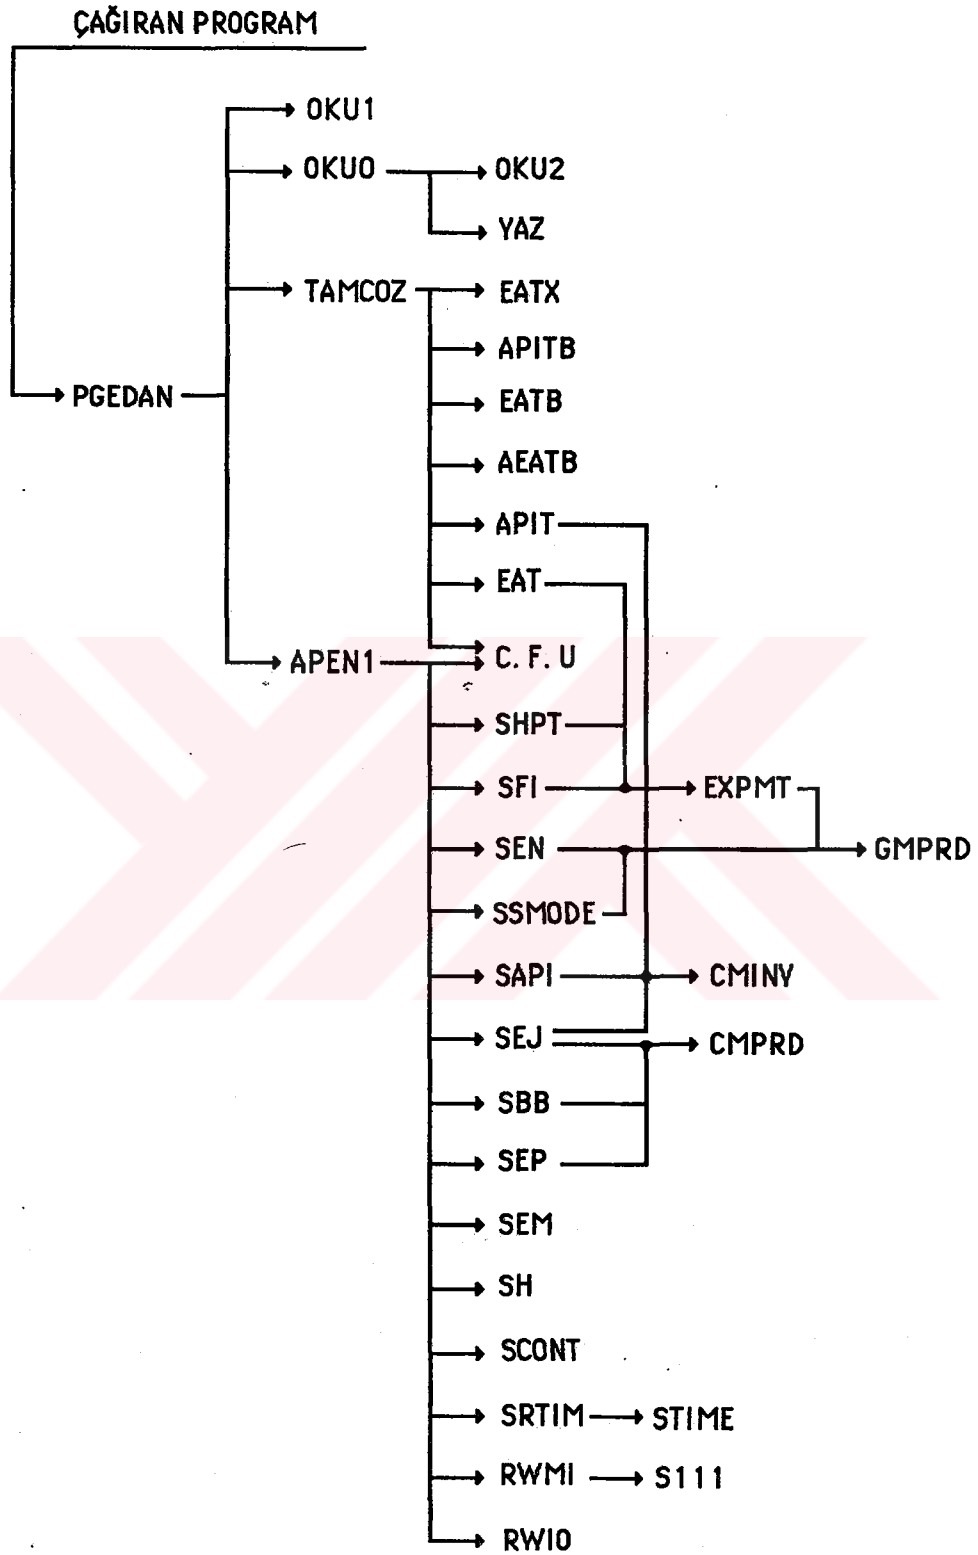 ÇAĞIRAN PROGRAM
OKU1
OKU0
OKU2
YAZ
TAMCOZ
EATX
APITB
PGEDAN
EATB
AEATB
APIT
EAT
APEN1
C. F. U
SHPT
SFI
EXPMT
SEN
GMPRD
SSMODE
SAPI
CMINV
SEJ
CMPRD
SBB
SEP
SEM
SH
SCONT
SRTIM
STIME
RWMI
S111
RWIO